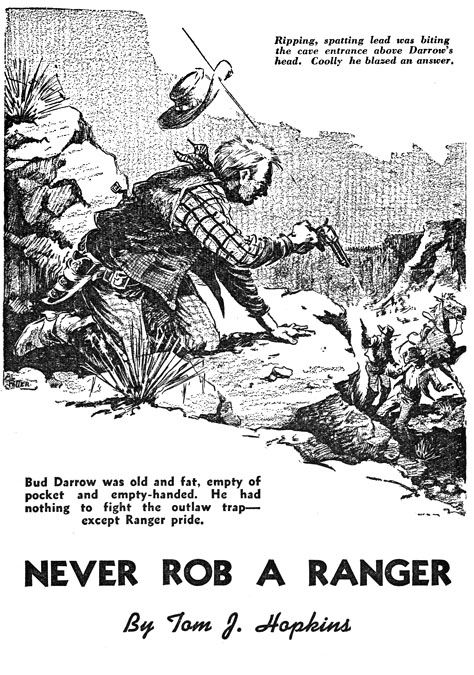 Ripping, spatting lead was biting
the cave entrance above Darrow's
head. Coolly he blazed an answer.
Bud Darrow was old and fat, empty of
pocket and empty-handed. He had
nothing to fight the outlaw trap—
except Ranger pride.
NEVER ROB A RANGER
By Tom J. Hopkins